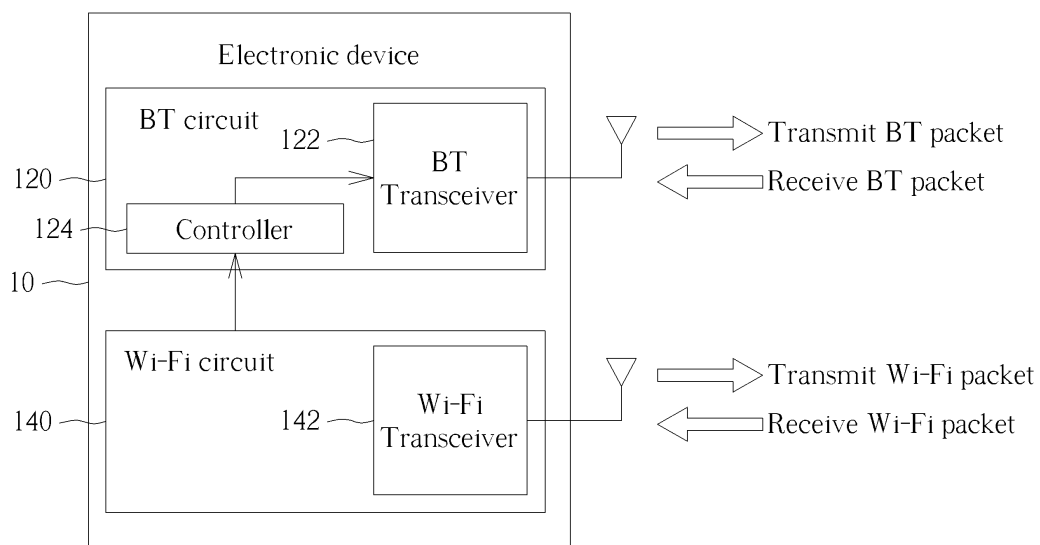 Electronic device
BT circuit
122
BT
Transceiver
Transmit BT packet
Receive BT packet
120
124
Controller
10
Wi-Fi circuit
142
Wi-Fi
Transceiver
Transmit Wi-Fi packet
Receive Wi-Fi packet
140